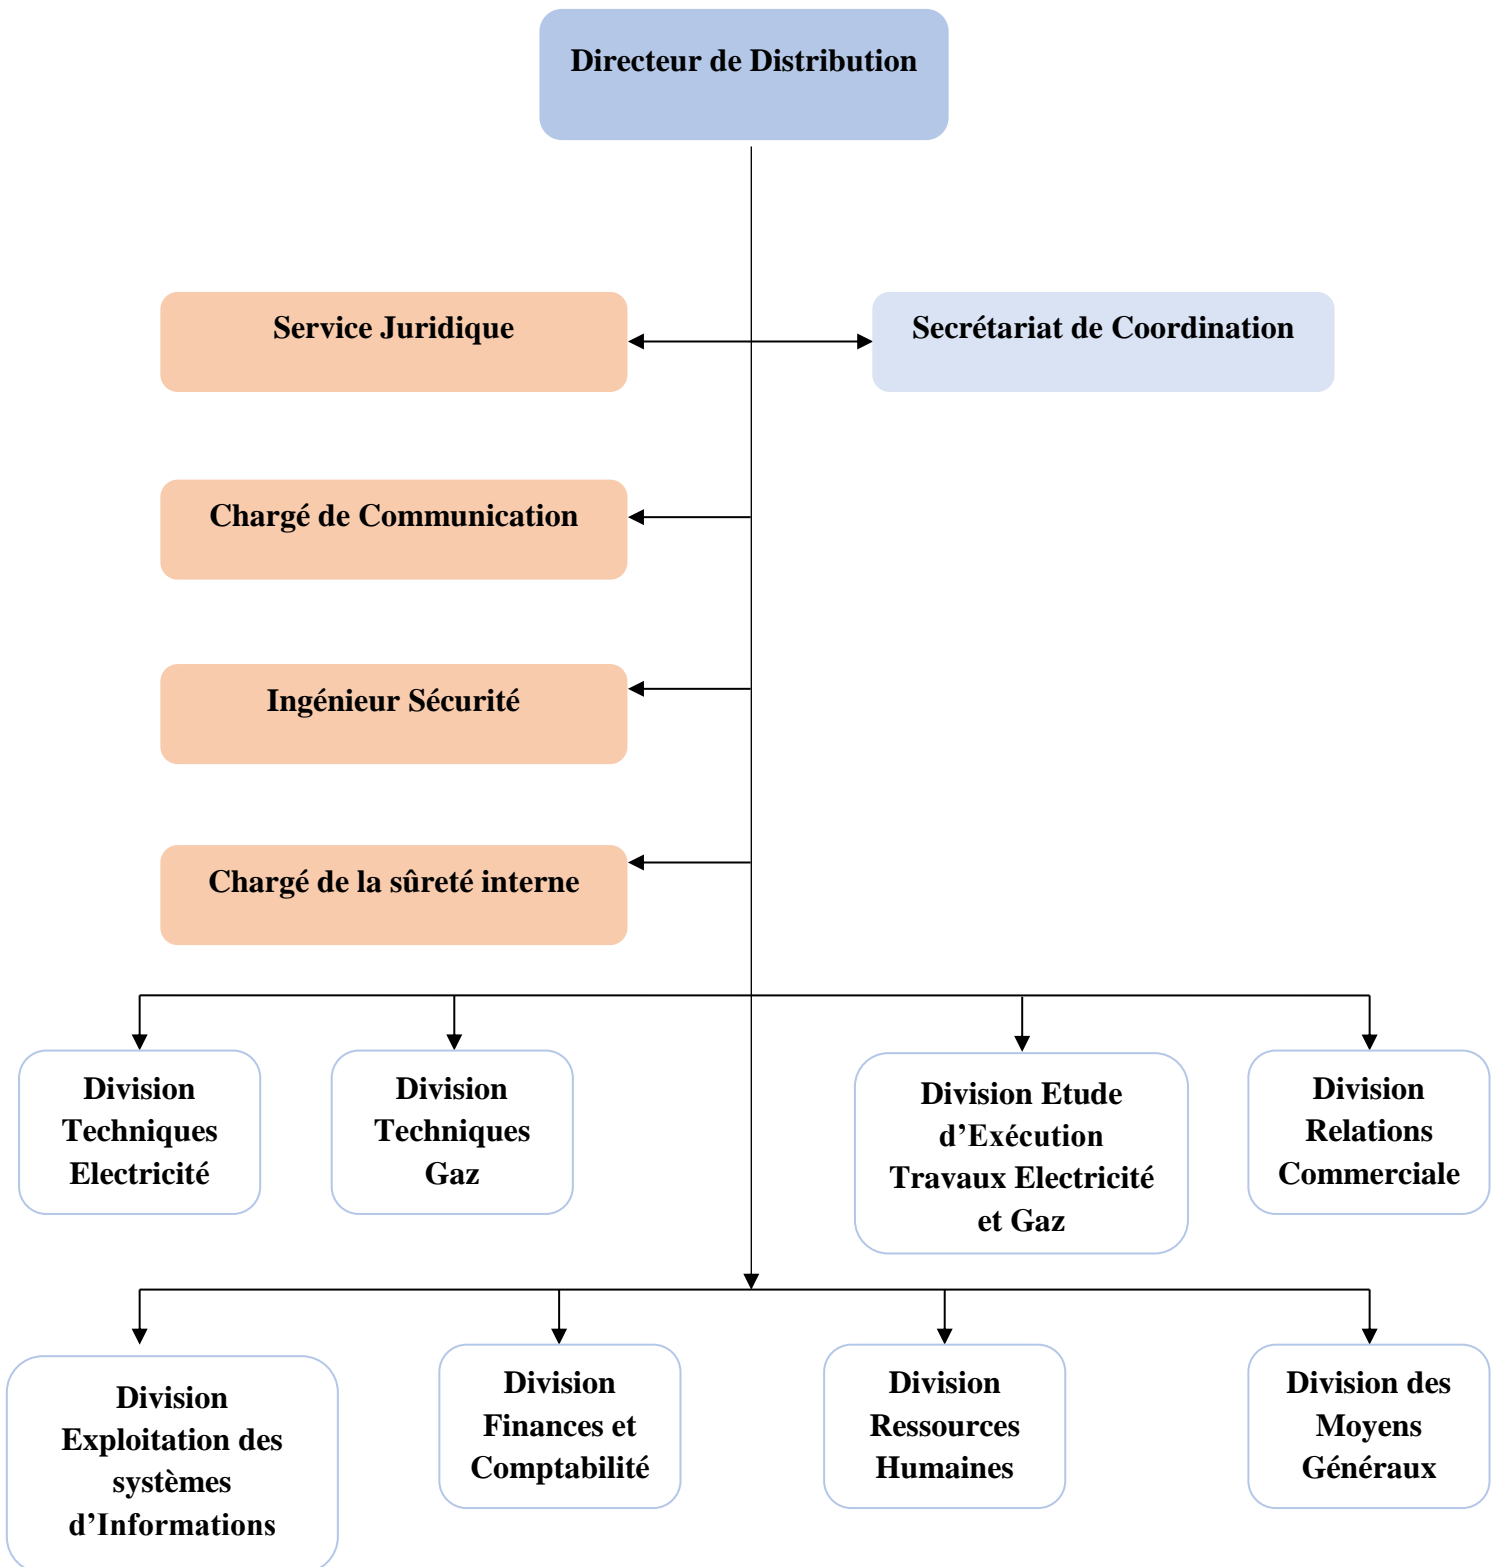 Directeur de Distribution
Service Juridique
Secrétariat de Coordination
Chargé de Communication
Ingénieur Sécurité
Chargé de la sûreté interne
Division
Techniques
Electricité
Division
Techniques
Gaz
Division Etude
d’Exécution
Travaux Electricité
et Gaz
Division
Relations
Commerciale
Division
Exploitation des
systèmes
d’Informations
Division
Finances et
Comptabilité
Division
Ressources
Humaines
Division des
Moyens
Généraux